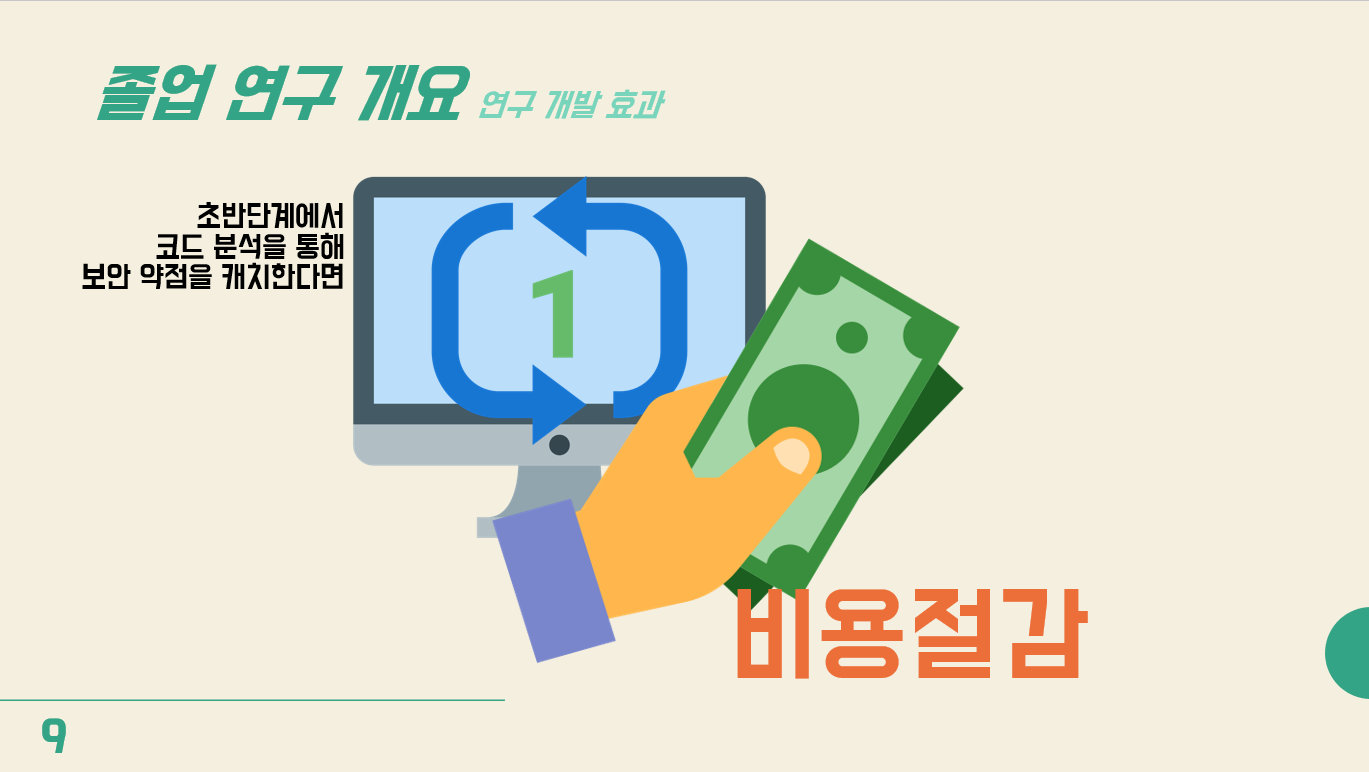 졸업 연구 개요 연구 개발 효과
초반단계에서
코드 분석을 통해
보안 약점을 캐치한다면
1
비용절감
9